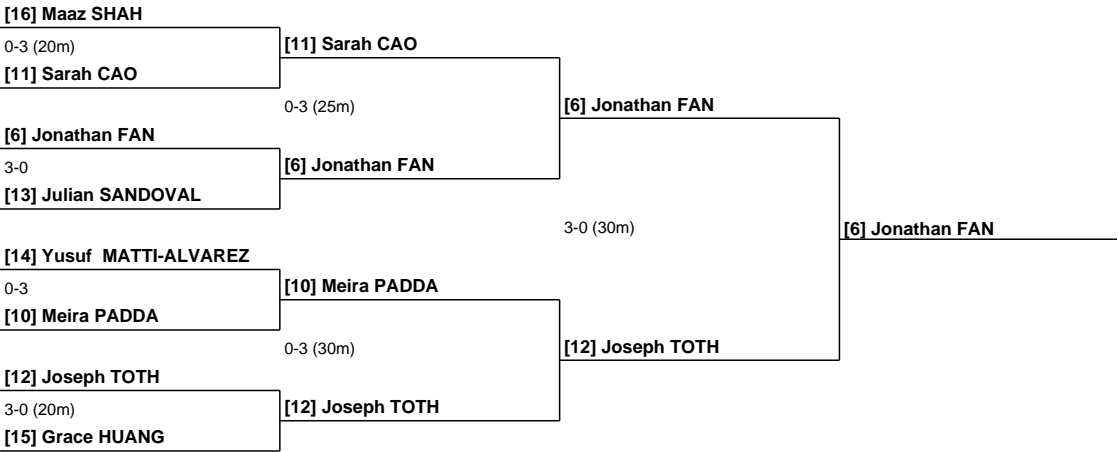 [16] Maaz SHAH
0-3 (20m)
[11] Sarah CAO
[11] Sarah CAO
0-3 (25m)
[6] Jonathan FAN
[6] Jonathan FAN
3-0
[6] Jonathan FAN
[13] Julian SANDOVAL
3-0 (30m)
[6] Jonathan FAN
[14] Yusuf  MATTI-ALVAREZ
0-3
[10] Meira PADDA
[10] Meira PADDA
0-3 (30m)
[12] Joseph TOTH
[12] Joseph TOTH
3-0 (20m)
[12] Joseph TOTH
[15] Grace HUANG